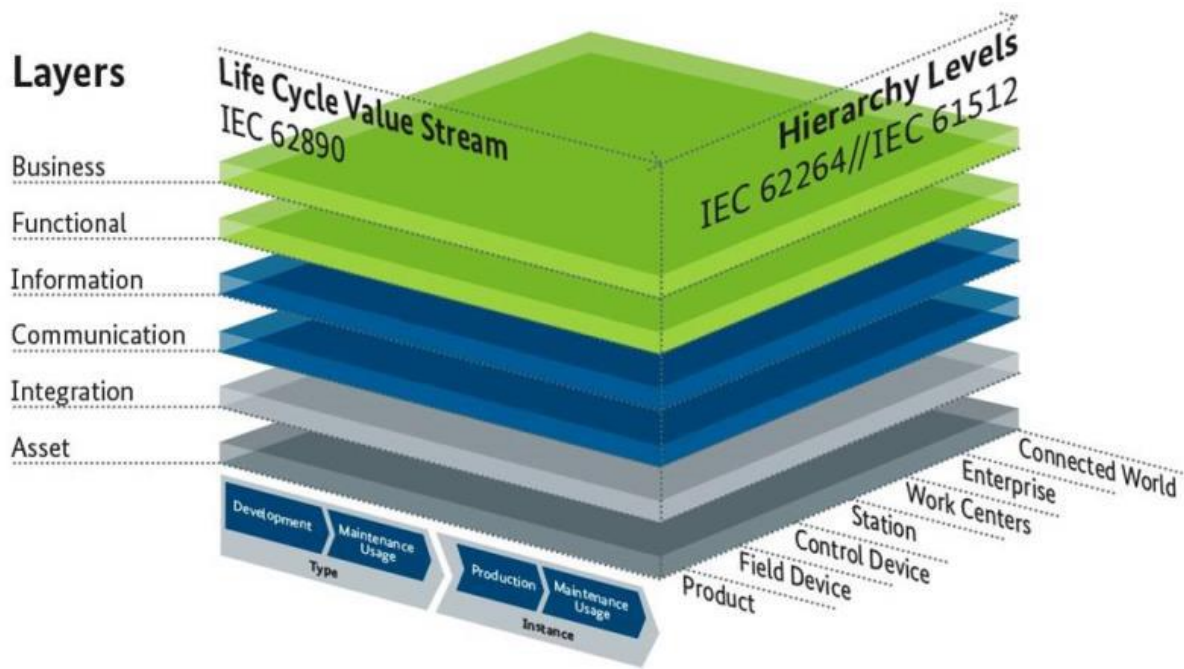 Layers
Life Cycle Value Stream
IEC 62890
Hierarchy Levels
IEC 62264//IEC 61512
Business
Functional
Information
Communication
Integration
Asset
Development
Maintenance
Usage
Type
Production
Maintenance
Usage
Instance
Connected World
Enterprise
Work Centers
Station
Control Device
Field Device
Product